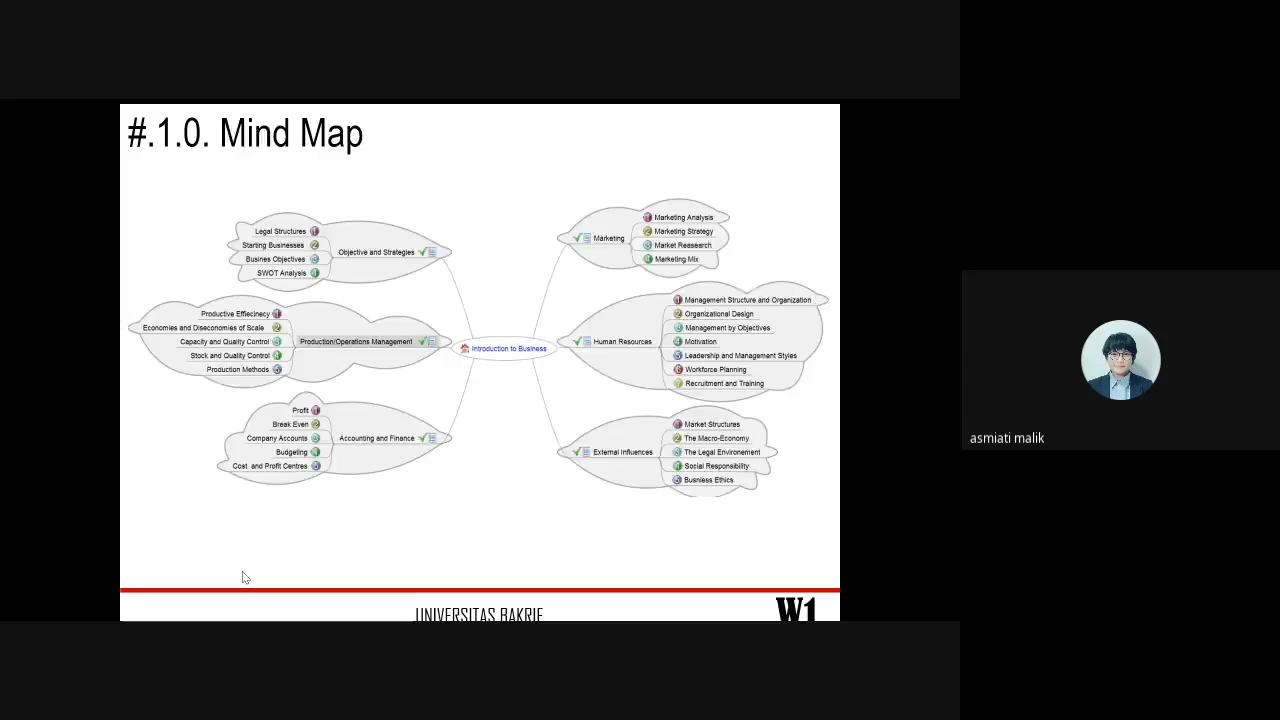 #.1.0. Mind Map
Legal Structures
Starting Businesses
Busines Objectives
SWOT Analysis
Objective and Strategies
Productive Effiecinecy
Economies and Diseconomies of Scale
Capacity and Quality Control
Stock and Quality Control
Production Methods
Production/Operations Management
Profit
Break Even
Company Accounts
Budgeting
Cost and Profit Centres
Accounting and Finance
Introduction to Business
Marketing
Marketing Analysis
Marketing Strategy
Market Reasearch
Marketing Mix
Human Resources
Management Structure and Organization
Organizational Design
Management by Objectives
Motivation
Leadership and Management Styles
Workforce Planning
Recruitment and Training
External Influences
Market Structures
The Macro-Economy
The Legal Environement
Social Responsibility
Busniess Ethics
UNIVERSITAS BAKRIE
W1
asmiati malik